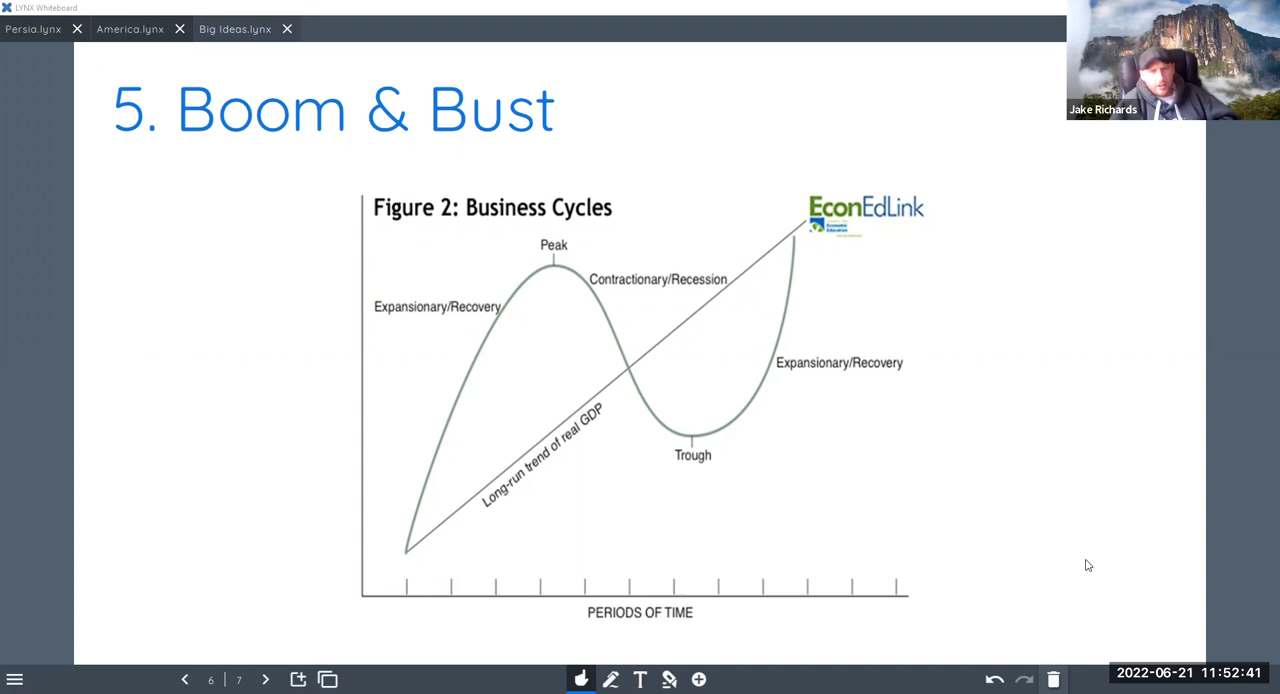 LYNX Whiteboard
Persia.lynx
America.lynx
Big Ideas.lynx
Jake Richards
5. Boom & Bust
Figure 2: Business Cycles
EconEdLink
Peak
Contractionary/Recession
Expansionary/Recovery
Expansionary/Recovery
Long-run trend of real GDP
Trough
PERIODS OF TIME
6 | 7
T
2022-06-21 11:52:41